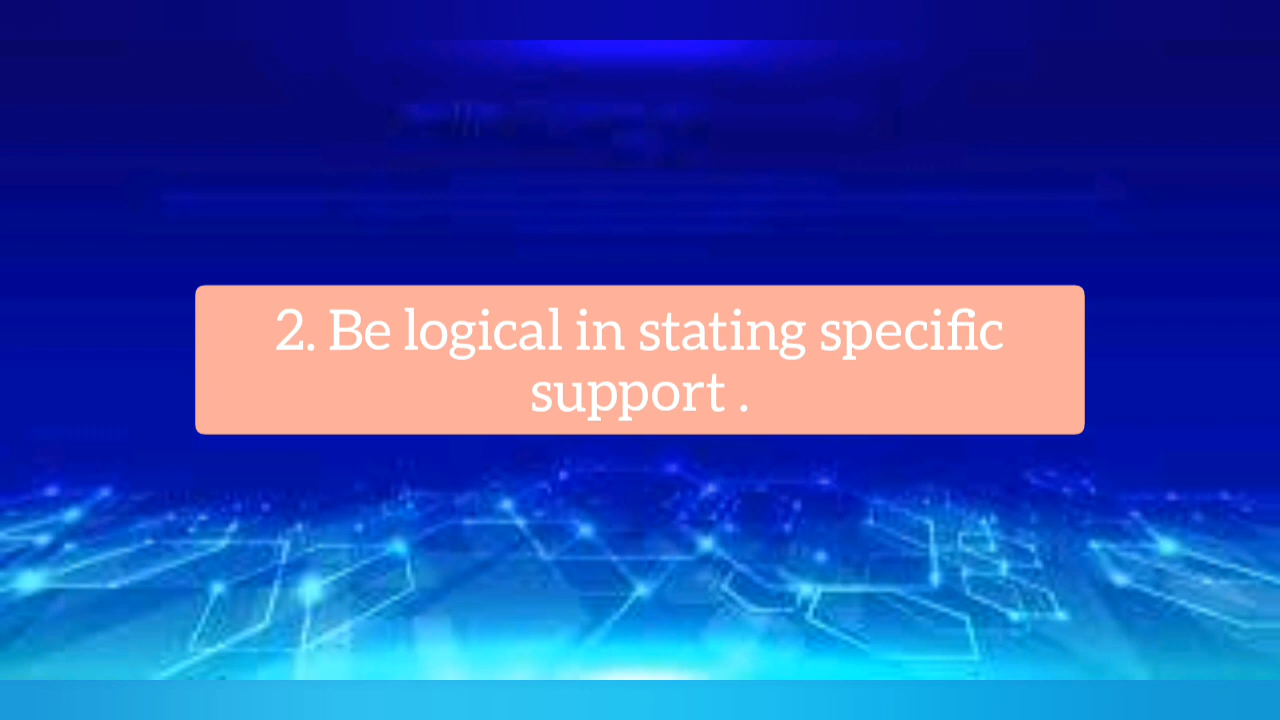 2. Be logical in stating specific
support .